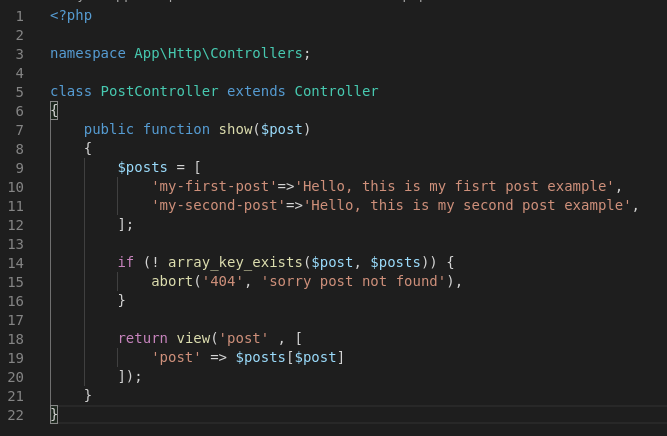 1 <?php
2
3 namespace App\Http\Controllers;
4
5 class PostController extends Controller
6 {
7 public function show($post)
8 {
9 $posts = [
10 'my-first-post'=>'Hello, this is my fisrt post example',
11 'my-second-post'=>'Hello, this is my second post example',
12 ];
13
14 if (! array_key_exists($post, $posts)) {
15 abort('404', 'sorry post not found'),
16 }
17
18 return view('post' , [
19 'post' => $posts[$post]
20 ]);
21 }
22 }